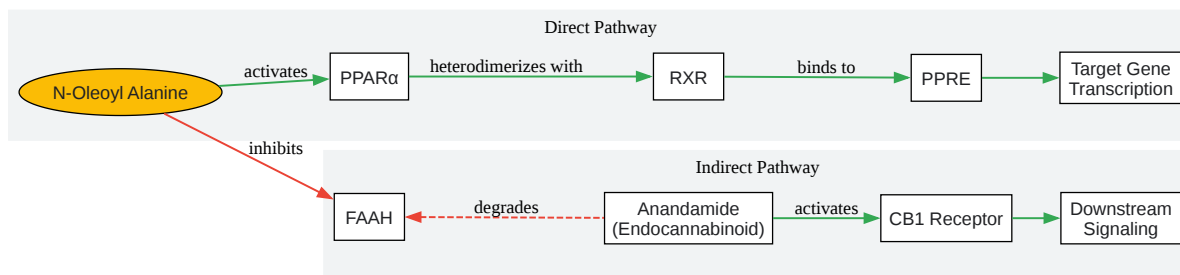 Direct Pathway
N-Oleoyl Alanine
activates
PPARα
heterodimerizes with
RXR
binds to
PPRE
Target Gene
Transcription
inhibits
Indirect Pathway
FAAH
degrades
Anandamide
(Endocannabinoid)
activates
CB1 Receptor
Downstream
Signaling